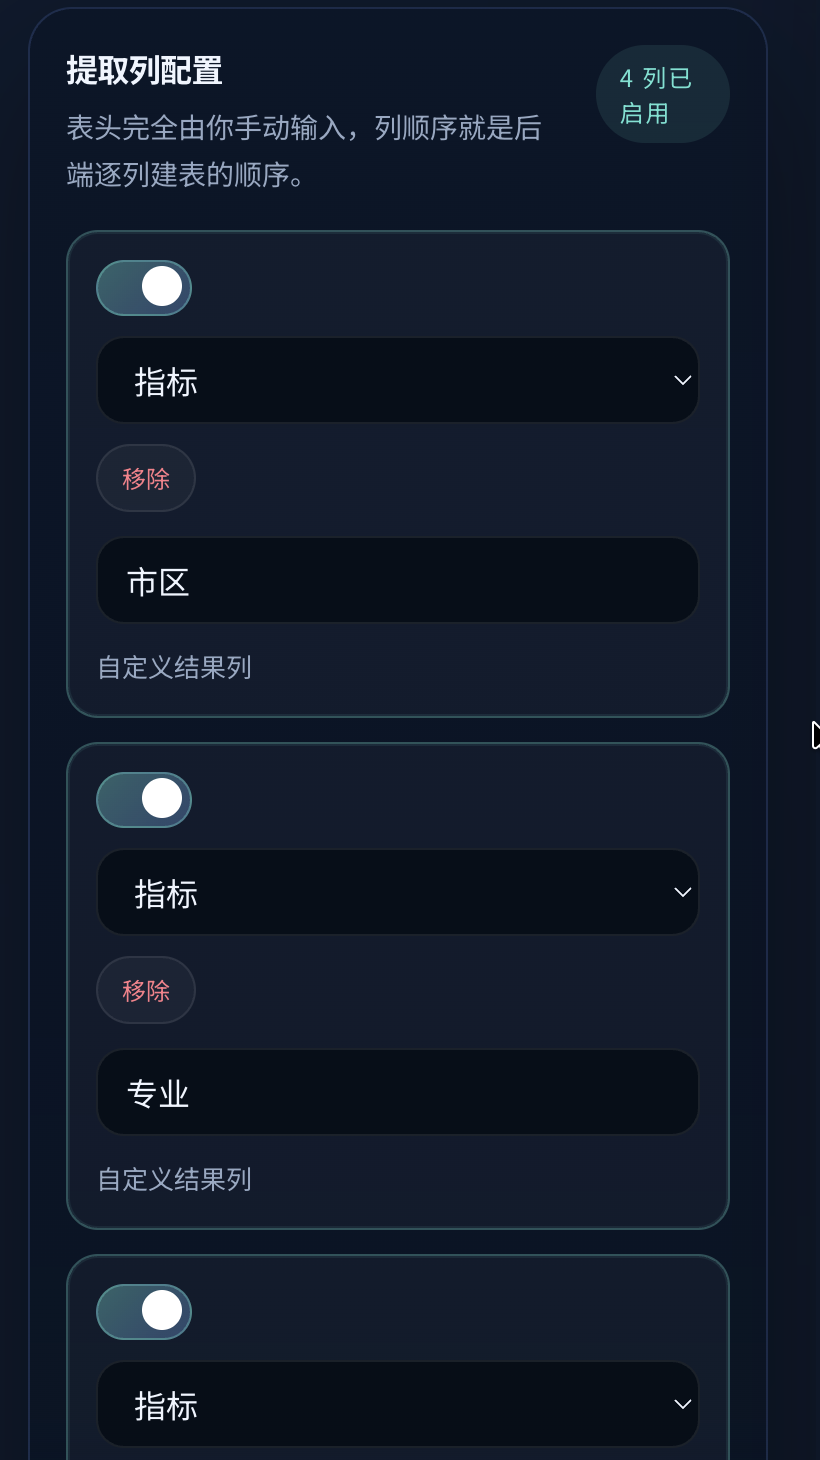 提取列配置
4 列已
启用
表头完全由你手动输入，列顺序就是后
端逐列建表的顺序。
指标
移除
市区
自定义结果列
指标
移除
专业
自定义结果列
指标